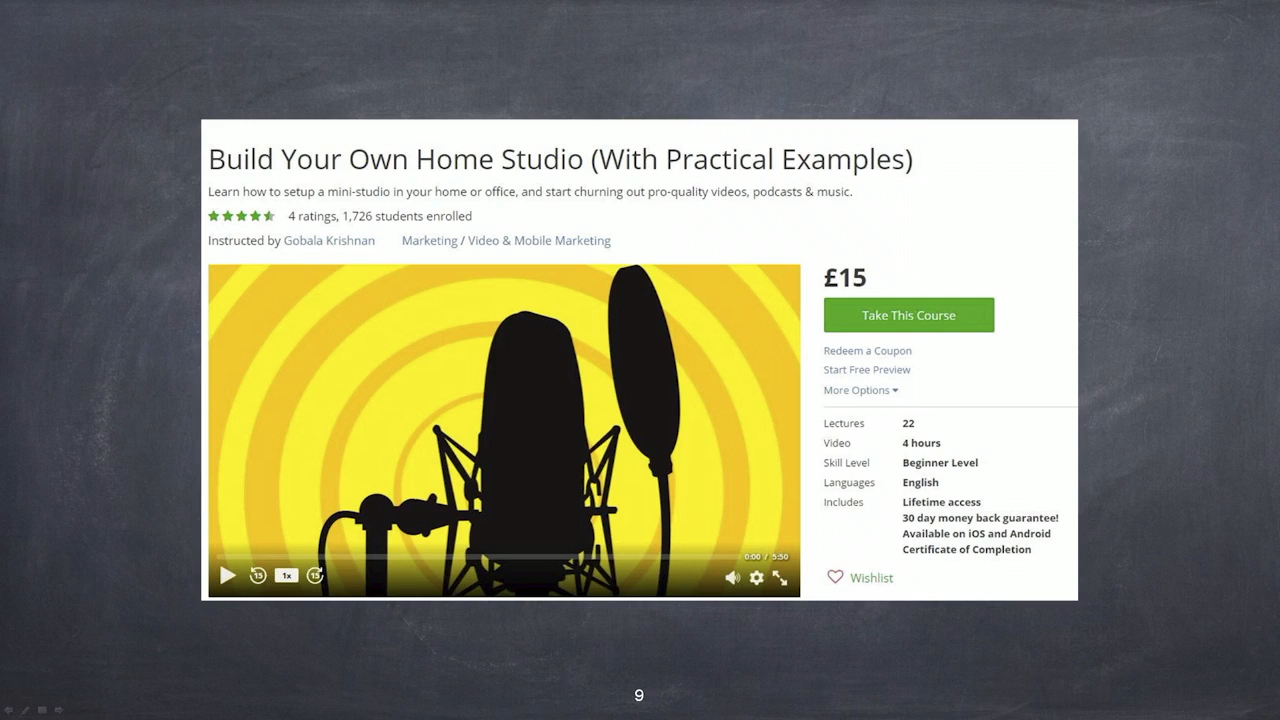 Build Your Own Home Studio (With Practical Examples)
Learn how to setup a mini-studio in your home or office, and start churning out pro-quality videos, podcasts & music.
4 ratings, 1,726 students enrolled
Instructed by Gobala Krishnan Marketing / Video & Mobile Marketing
£15
Take This Course
Redeem a Coupon
Start Free Preview
More Options
Lectures 22
Video 4 hours
Skill Level Beginner Level
Languages English
Includes Lifetime access
30 day money back guarantee!
Available on iOS and Android
Certificate of Completion
Wishlist
0:00 / 5:50
15 1x 15
9